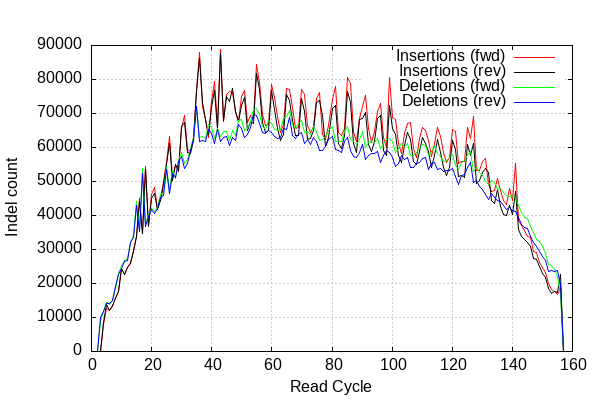 90000
80000
70000
60000
50000
40000
30000
20000
10000
0
Indel count
Insertions (fwd)
Insertions (rev)
Deletions (fwd)
Deletions (rev)
0 20 40 60 80 100 120 140 160
Read Cycle